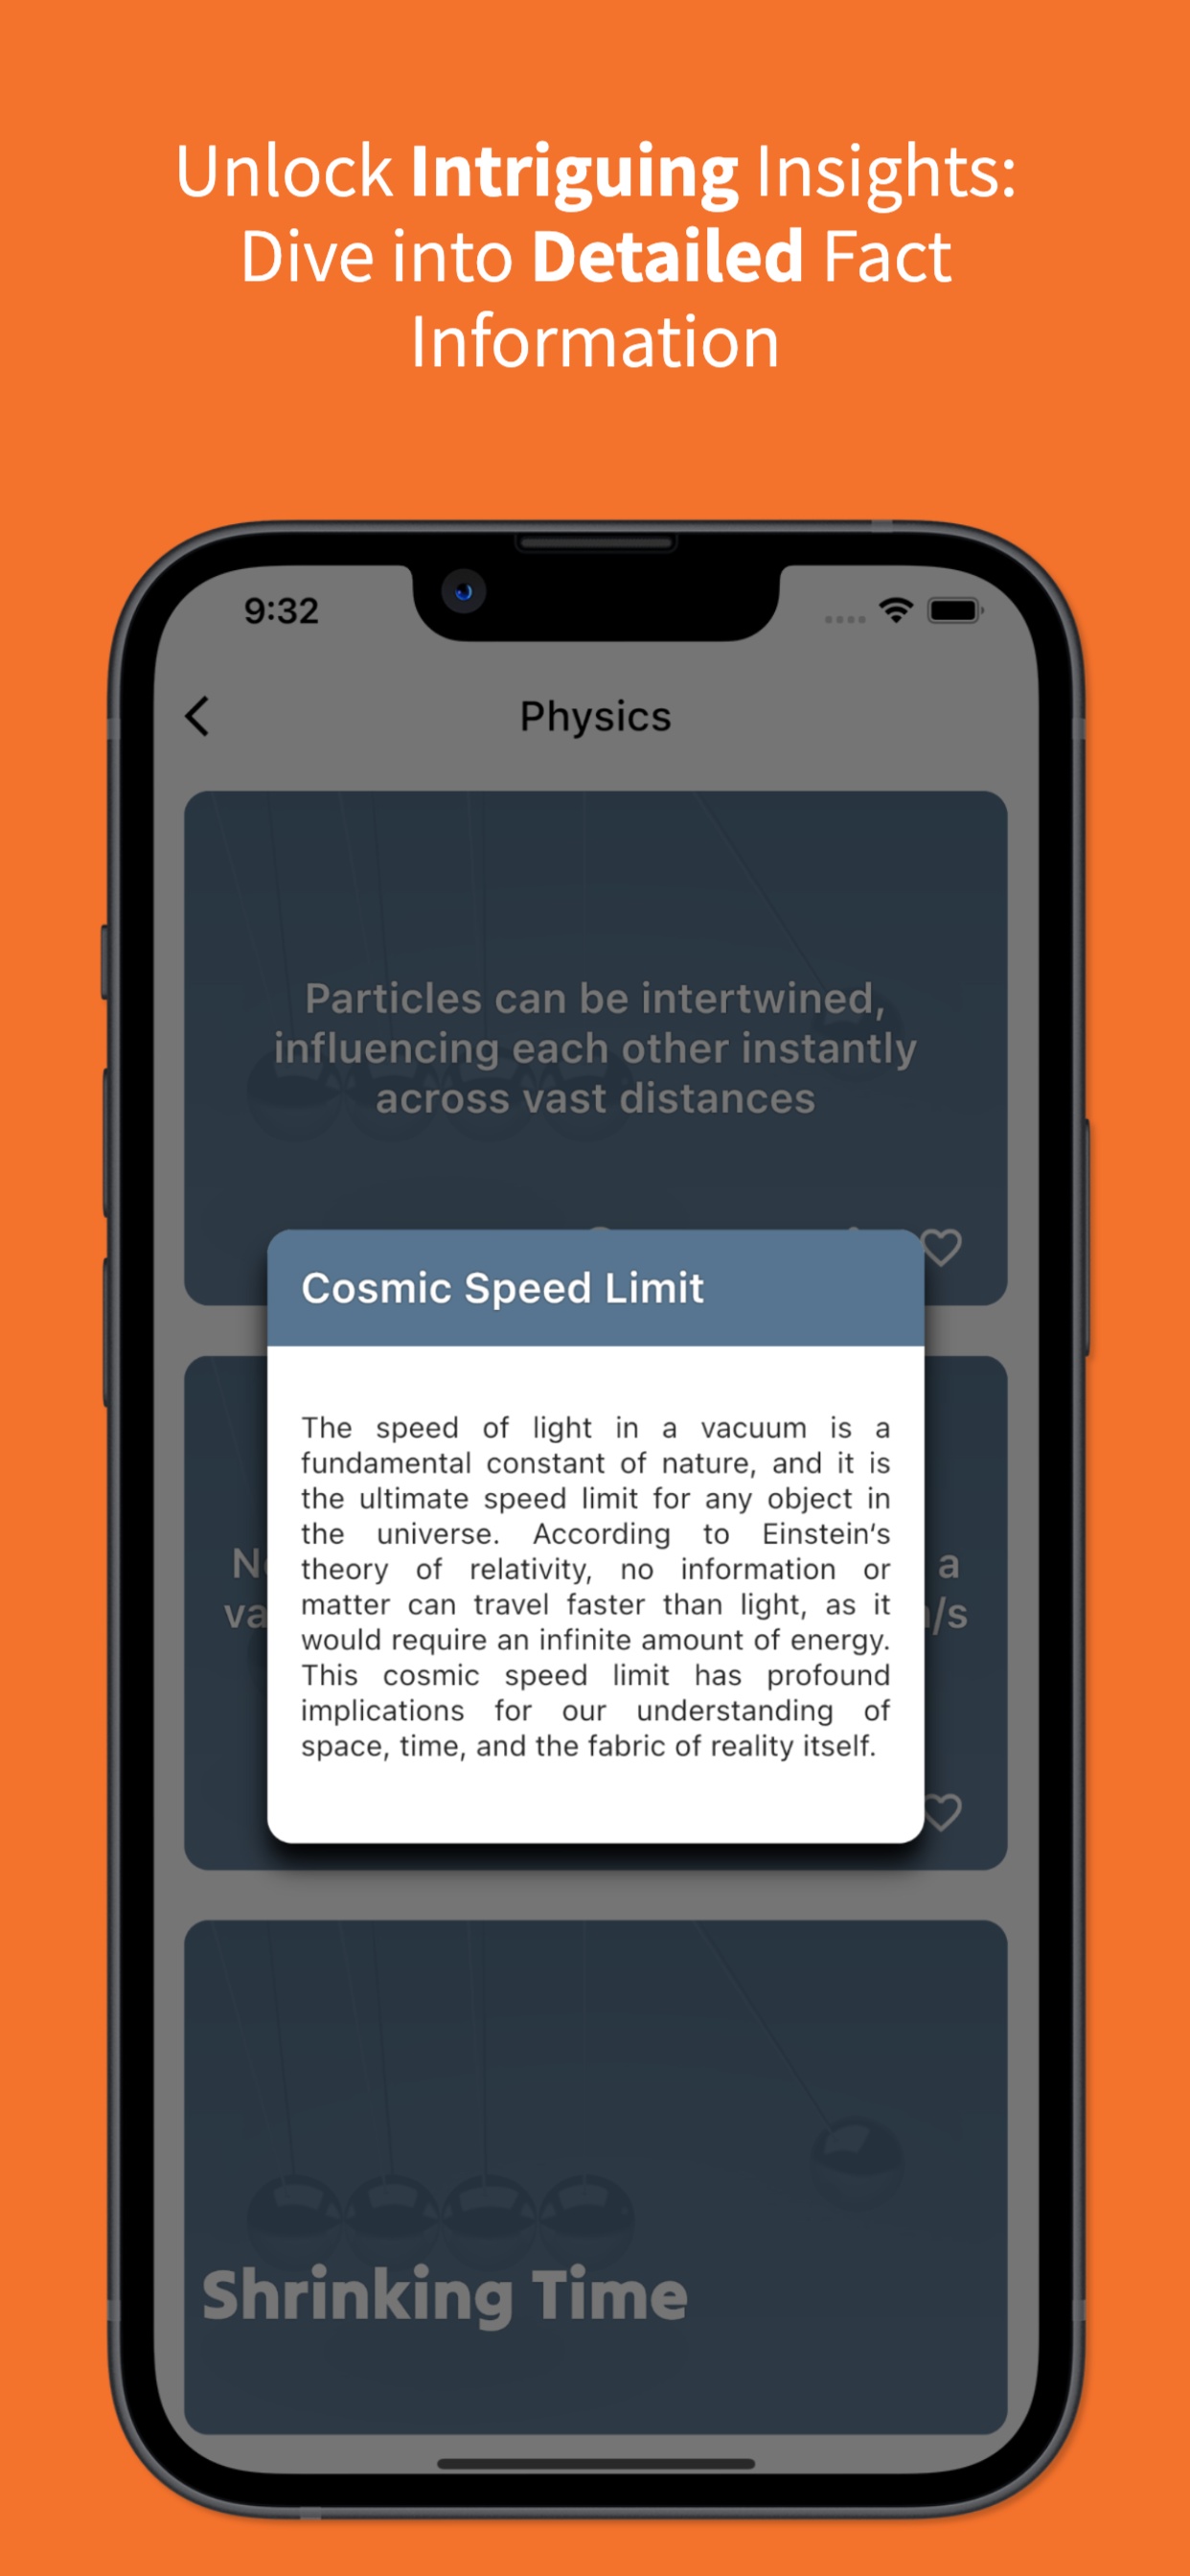 Unlock Intriguing Insights:
Dive into Detailed Fact
Information
9:32
Physics
Particles can be intertwined,
influencing each other instantly
across vast distances
Cosmic Speed Limit
The speed of light in a vacuum is a
fundamental constant of nature, and it is
the ultimate speed limit for any object in
the universe. According to Einstein's
theory of relativity, no information or
matter can travel faster than light, as it
would require an infinite amount of energy.
This cosmic speed limit has profound
implications for our understanding of
space, time, and the fabric of reality itself.
a
/s
Shrinking Time